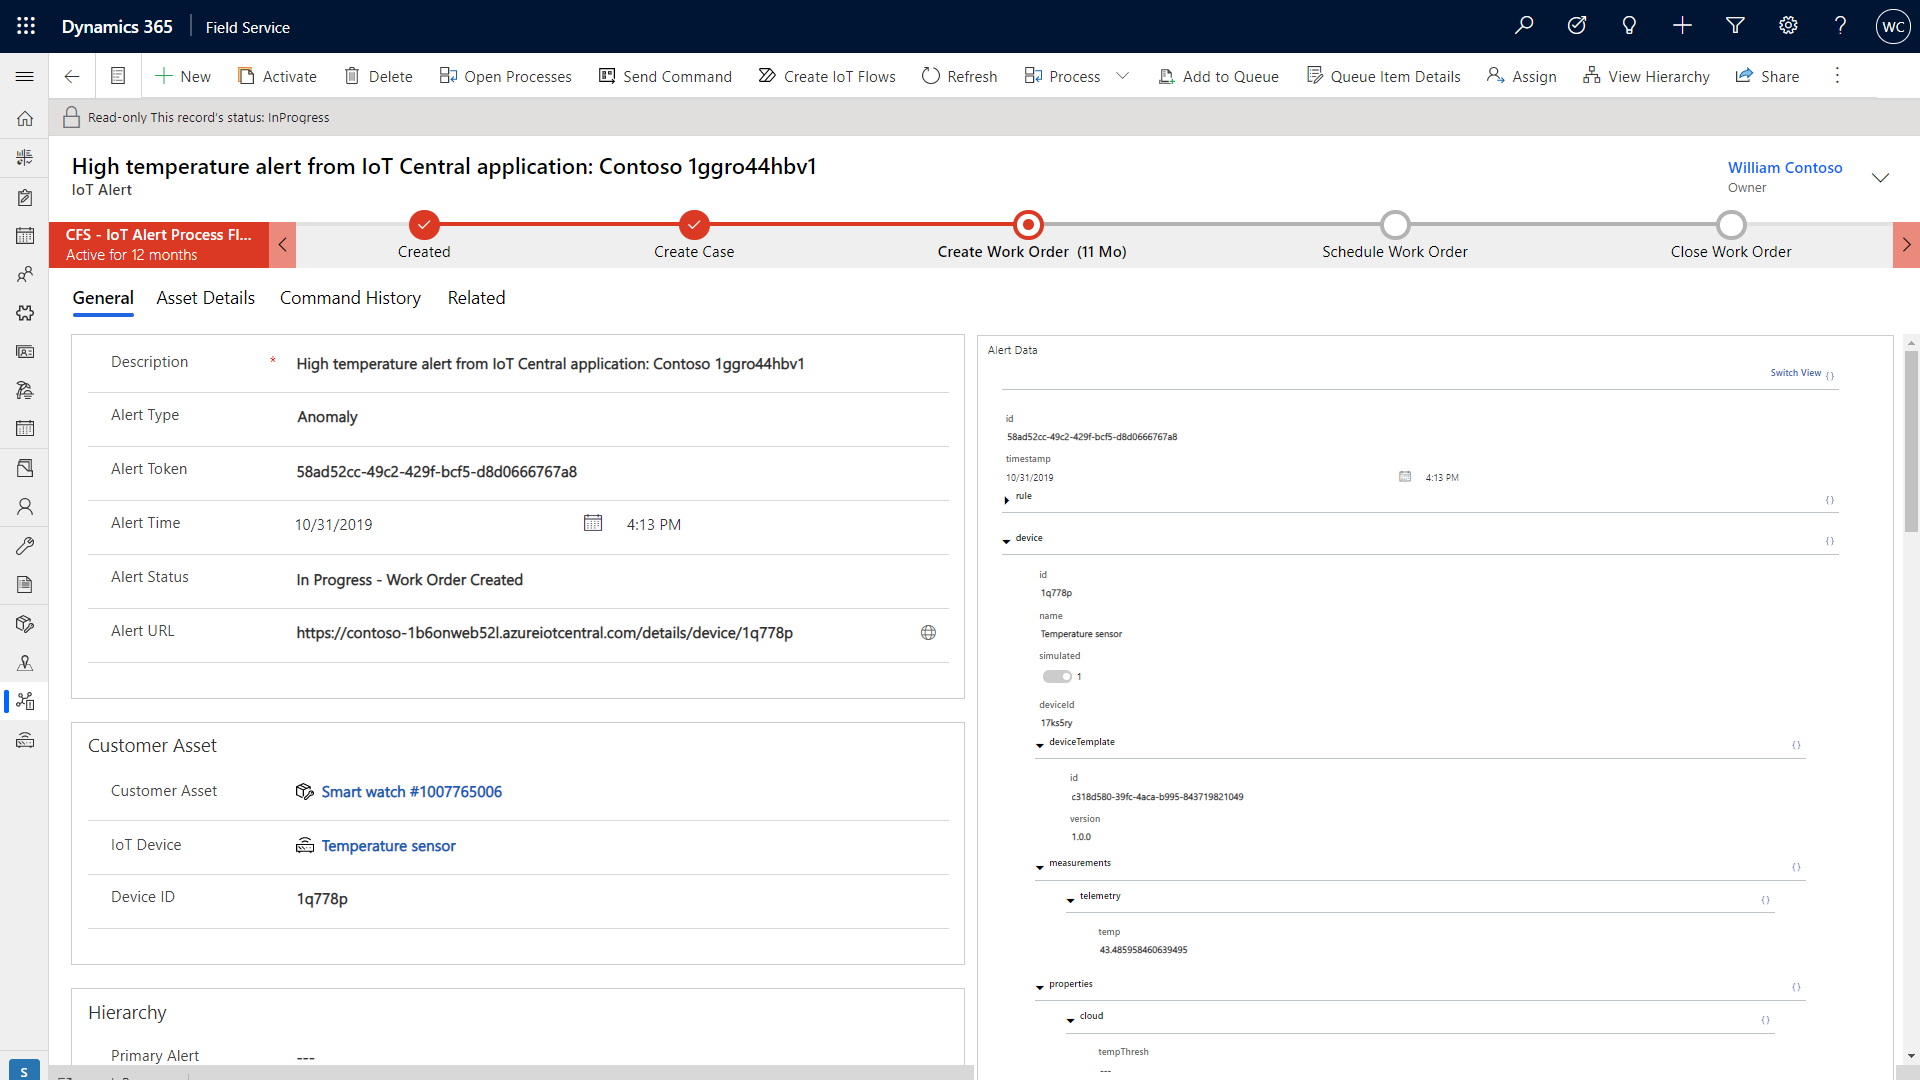 Dynamics 365 Field Service
WC
New Activate Delete Open Processes Send Command Create IoT Flows Refresh Process Add to Queue Queue Item Details Assign View Hierarchy Share
Read-only This record's status: InProgress
High temperature alert from IoT Central application: Contoso 1ggro44hbv1
IoT Alert
William Contoso
Owner
CFS - IoT Alert Process Fl...
Active for 12 months
Created
Create Case
Create Work Order (11 Mo)
Schedule Work Order
Close Work Order
General Asset Details Command History Related
Description * High temperature alert from IoT Central application: Contoso 1ggro44hbv1
Alert Type Anomaly
Alert Token 58ad52cc-49c2-429f-bcf5-d8d0666767a8
Alert Time 10/31/2019 4:13 PM
Alert Status In Progress - Work Order Created
Alert URL https://contoso-1b6onweb52l.azureiotcentral.com/details/device/1q778p
Customer Asset
Customer Asset Smart watch #1007765006
IoT Device Temperature sensor
Device ID 1q778p
Hierarchy
Primary Alert ---
S
Alert Data
Switch View { }
id
58ad52cc-49c2-429f-bcf5-d8d0666767a8
timestamp
10/31/2019 4:13 PM
rule { }
device { }
id
1q778p
name
Temperature sensor
simulated
1
deviceId
17ks5ry
deviceTemplate { }
id
c318d580-39fc-4aca-b995-843719821049
version
1.0.0
measurements { }
telemetry { }
temp
43.485958460639495
properties { }
cloud { }
tempThresh
---